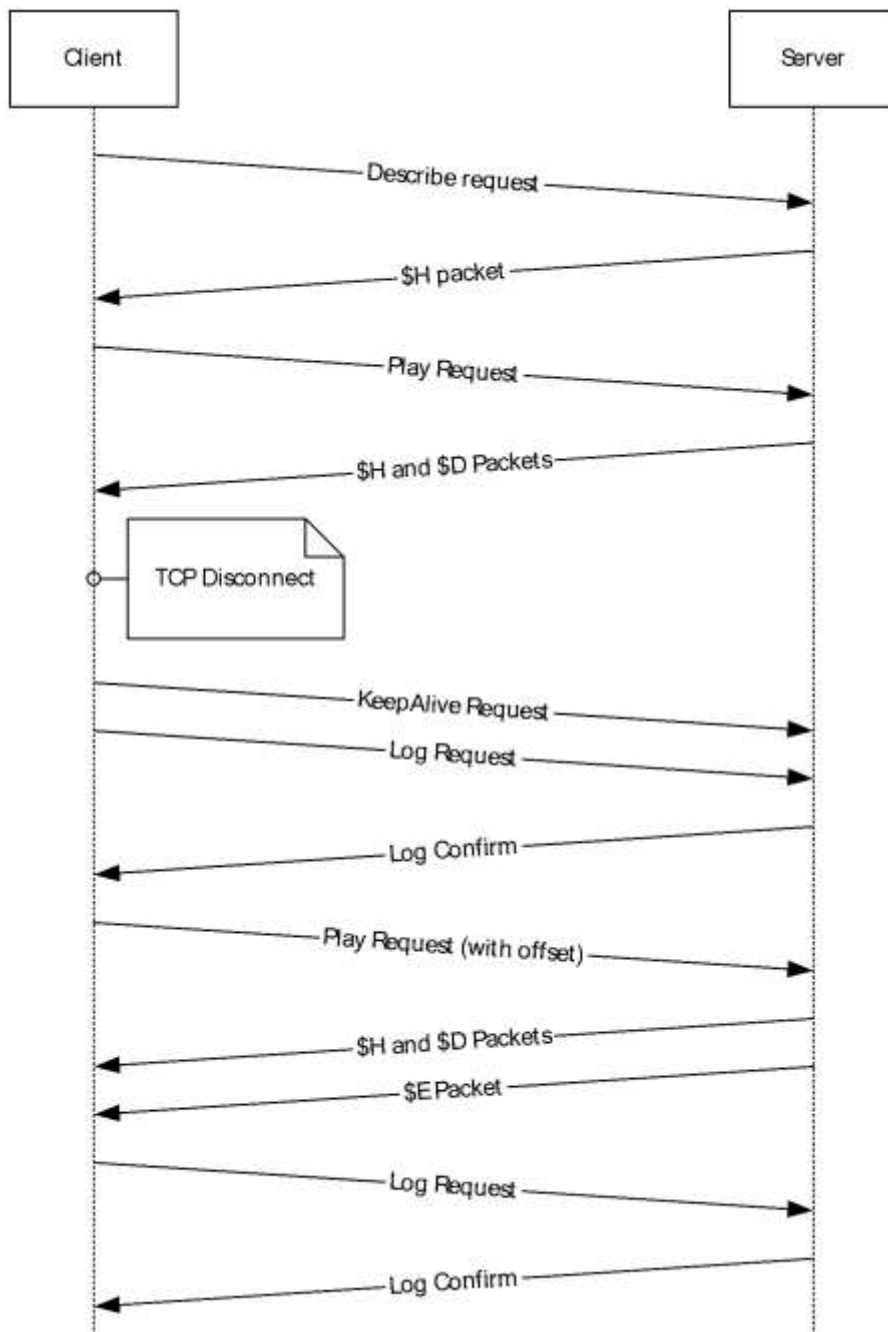 Client
Server
Describe request
$H packet
Play Request
$H and $D Packets
TCP Disconnect
KeepAlive Request
Log Request
Log Confirm
Play Request (with offset)
$H and $D Packets
$E Packet
Log Request
Log Confirm